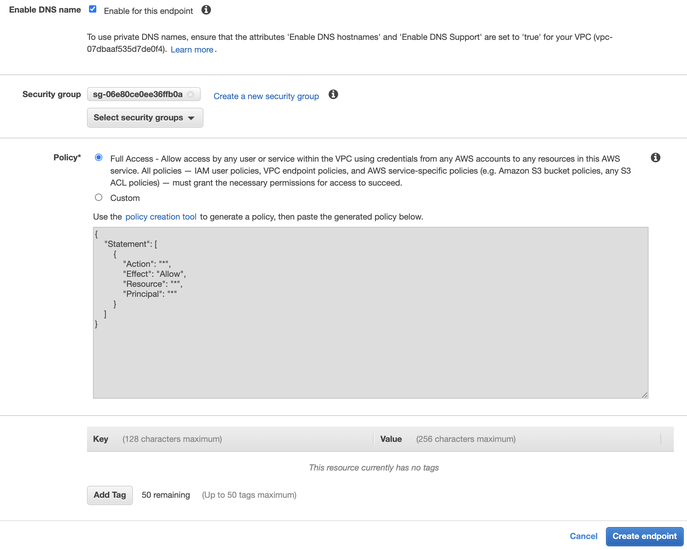 Enable DNS name Enable for this endpoint
To use private DNS names, ensure that the attributes 'Enable DNS hostnames' and 'Enable DNS Support' are set to 'true' for your VPC (vpc-
07dbaaf535d7de0f4). Learn more.
Security group sg-06e80ce0ee36ffb0a Create a new security group
Select security groups
Policy* Full Access - Allow access by any user or service within the VPC using credentials from any AWS accounts to any resources in this AWS
service. All policies — IAM user policies, VPC endpoint policies, and AWS service-specific policies (e.g. Amazon S3 bucket policies, any S3
ACL policies) — must grant the necessary permissions for access to succeed.
Custom
Use the policy creation tool to generate a policy, then paste the generated policy below.
{
"Statement": [
{
"Action": "*",
"Effect": "Allow",
"Resource": "*",
"Principal": "*"
}
]
}
Key (128 characters maximum) Value (256 characters maximum)
This resource currently has no tags
Add Tag 50 remaining (Up to 50 tags maximum)
Cancel Create endpoint